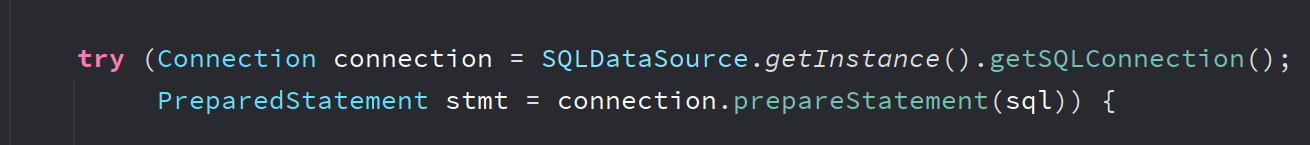 try (Connection connection = SQLDataSource.getInstance().getSQLConnection();
PreparedStatement stmt = connection.prepareStatement(sql)) {